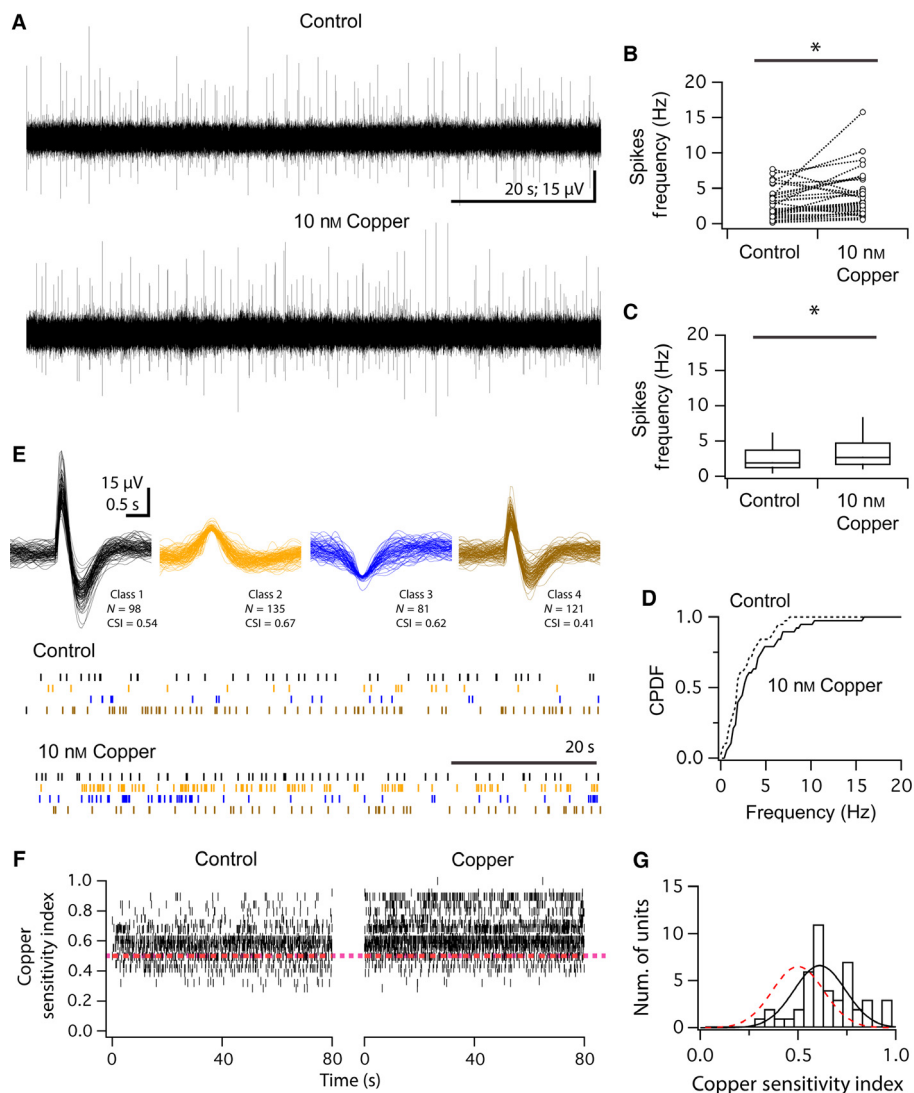 A
Control
20 s; 15 µV
10 nM Copper
B
*
20
15
10
5
0
Spikes
frequency (Hz)
Control
10 nM
Copper
C
*
20
15
10
5
0
Spikes
frequency (Hz)
Control
10 nM
Copper
E
15 µV
0.5 s
Class 1
N = 98
CSI = 0.54
Class 2
N = 135
CSI = 0.67
Class 3
N = 81
CSI = 0.62
Class 4
N = 121
CSI = 0.41
Control
10 nM Copper
20 s
D
Control
1.0
0.5
0.0
CPDF
10 nM Copper
0
5
10
15
20
Frequency (Hz)
F
Control
Copper
1.0
0.8
0.6
0.4
0.2
0.0
Copper
sensitivity index
0
40
80
0
40
80
Time (s)
G
15
10
5
0
Num. of units
0.0
0.5
1.0
Copper sensitivity index